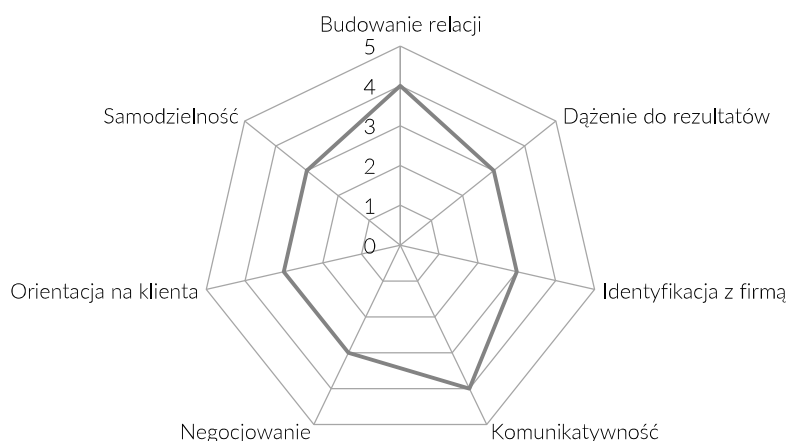 Budowanie relacji
5
4
3
2
1
0
Samodzielność
Dążenie do rezultatów
Orientacja na klienta
Identyfikacja z firmą
Negocjowanie
Komunikatywność